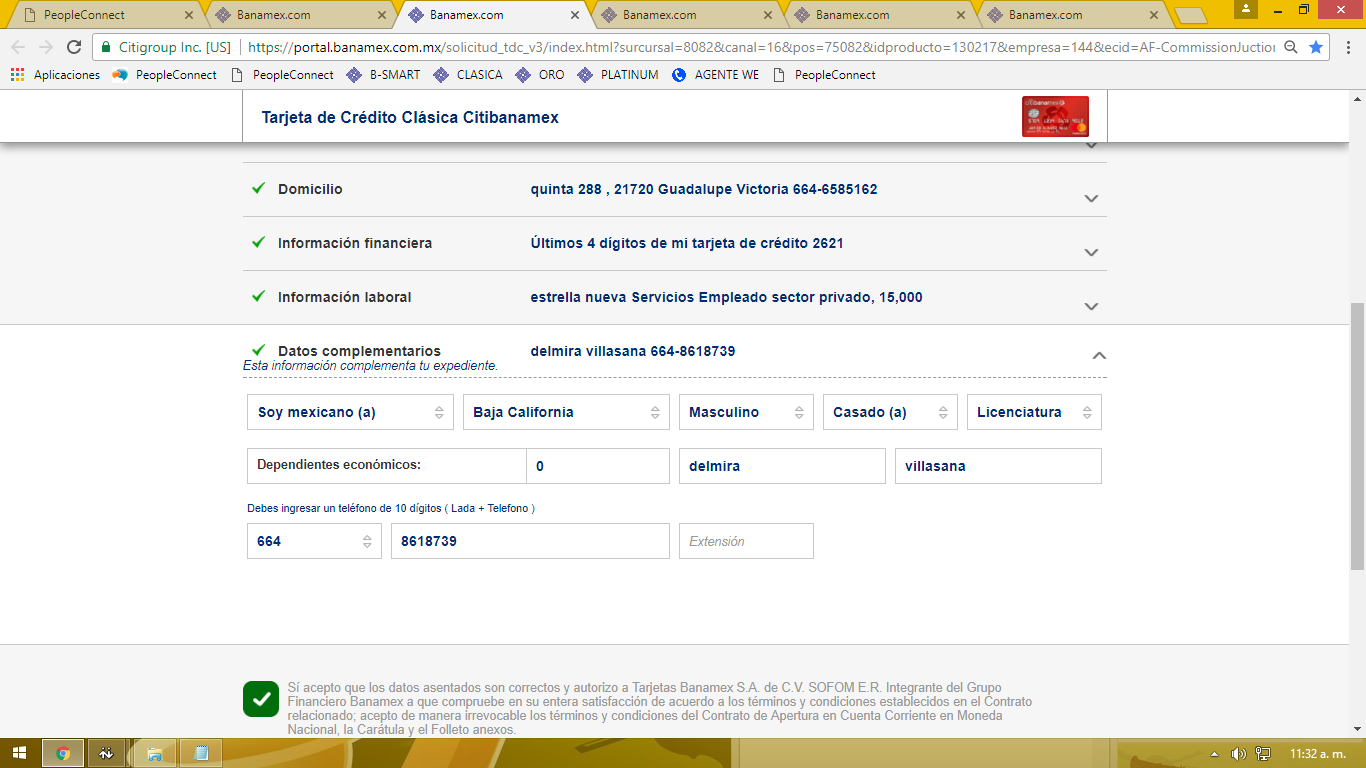 PeopleConnect
Banamex.com
Banamex.com
Banamex.com
Banamex.com
Banamex.com
Citigroup Inc. [US]
https://portal.banamex.com.mx/solicitud_tdc_v3/index.html?surcursal=8082&canal=16&pcs=75082&idproducto=130217&empresa=144&ecid=AF-CommissionJuctio
Aplicaciones
PeopleConnect
PeopleConnect
B-SMART
CLASICA
ORO
PLATINUM
AGENTE WE
PeopleConnect
Tarjeta de Crédito Clásica Citibanamex
Domicilio
quinta 288 , 21720 Guadalupe Victoria 664-6585162
Información financiera
Últimos 4 dígitos de mi tarjeta de crédito 2621
Información laboral
estrella nueva Servicios Empleado sector privado, 15,000
Datos complementarios
delmira villasana 664-8618739
Esta información complementa tu expediente.
Soy mexicano (a)
Baja California
Masculino
Casado (a)
Licenciatura
Dependientes económicos:
0
delmira
villasana
Debes ingresar un teléfono de 10 dígitos ( Lada + Telefono )
664
8618739
Extensión
Sí acepto que los datos asentados son correctos y autorizo a Tarjetas Banamex S.A. de C.V. SOFOM E.R. Integrante del Grupo
Financiero Banamex a que compruebe en su entera satisfacción de acuerdo a los términos y condiciones establecidos en el Contrato
relacionado; acepto de manera irrevocable los términos y condiciones del Contrato de Apertura en Cuenta Corriente en Moneda
Nacional, la Carátula y el Folleto anexos.
11:32 a. m.